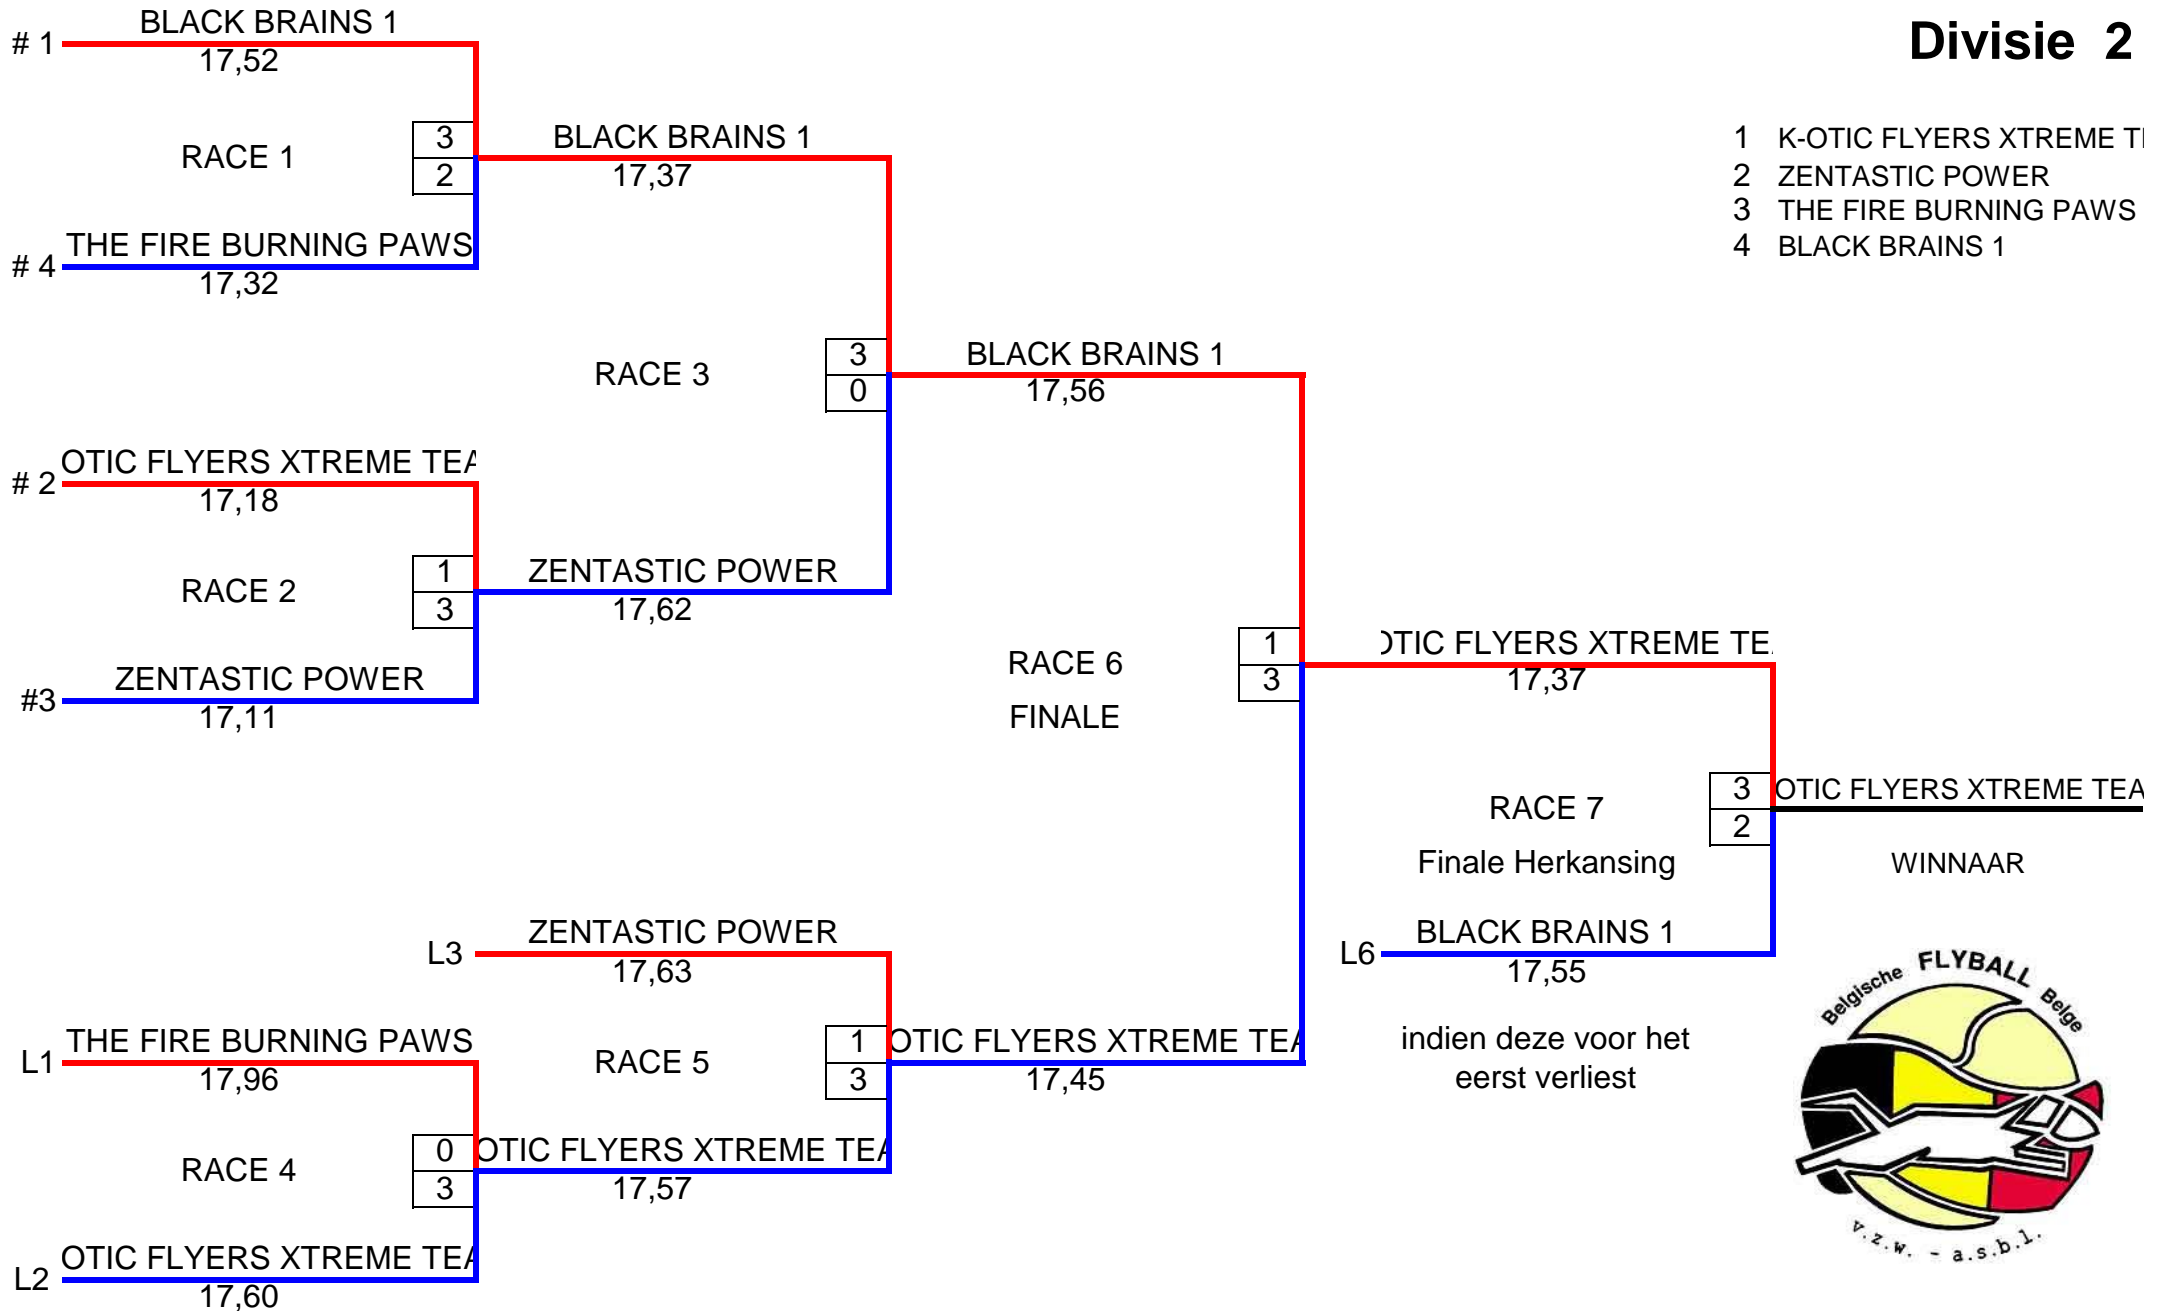 Divisie 2
1 K-OTIC FLYERS XTREME TI
2 ZENTASTIC POWER
3 THE FIRE BURNING PAWS
4 BLACK BRAINS 1
# 1 BLACK BRAINS 1
17,52
RACE 1
3
2
# 4 THE FIRE BURNING PAWS
17,32
BLACK BRAINS 1
17,37
RACE 3
3
0
# 2 OTIC FLYERS XTREME TEA
17,18
RACE 2
1
3
#3 ZENTASTIC POWER
17,11
ZENTASTIC POWER
17,62
BLACK BRAINS 1
17,56
RACE 6
FINALE
1
3
OTIC FLYERS XTREME TE
17,37
RACE 7
Finale Herkansing
3
2
OTIC FLYERS XTREME TEA
WINNAAR
L6 BLACK BRAINS 1
17,55
indien deze voor het
eerst verliest
L3 ZENTASTIC POWER
17,63
RACE 5
1
3
OTIC FLYERS XTREME TEA
17,45
L1 THE FIRE BURNING PAWS
17,96
RACE 4
0
3
OTIC FLYERS XTREME TEA
17,57
L2 OTIC FLYERS XTREME TEA
17,60
Belgische FLYBALL Belge
v.z.w. - a.s.b.l.